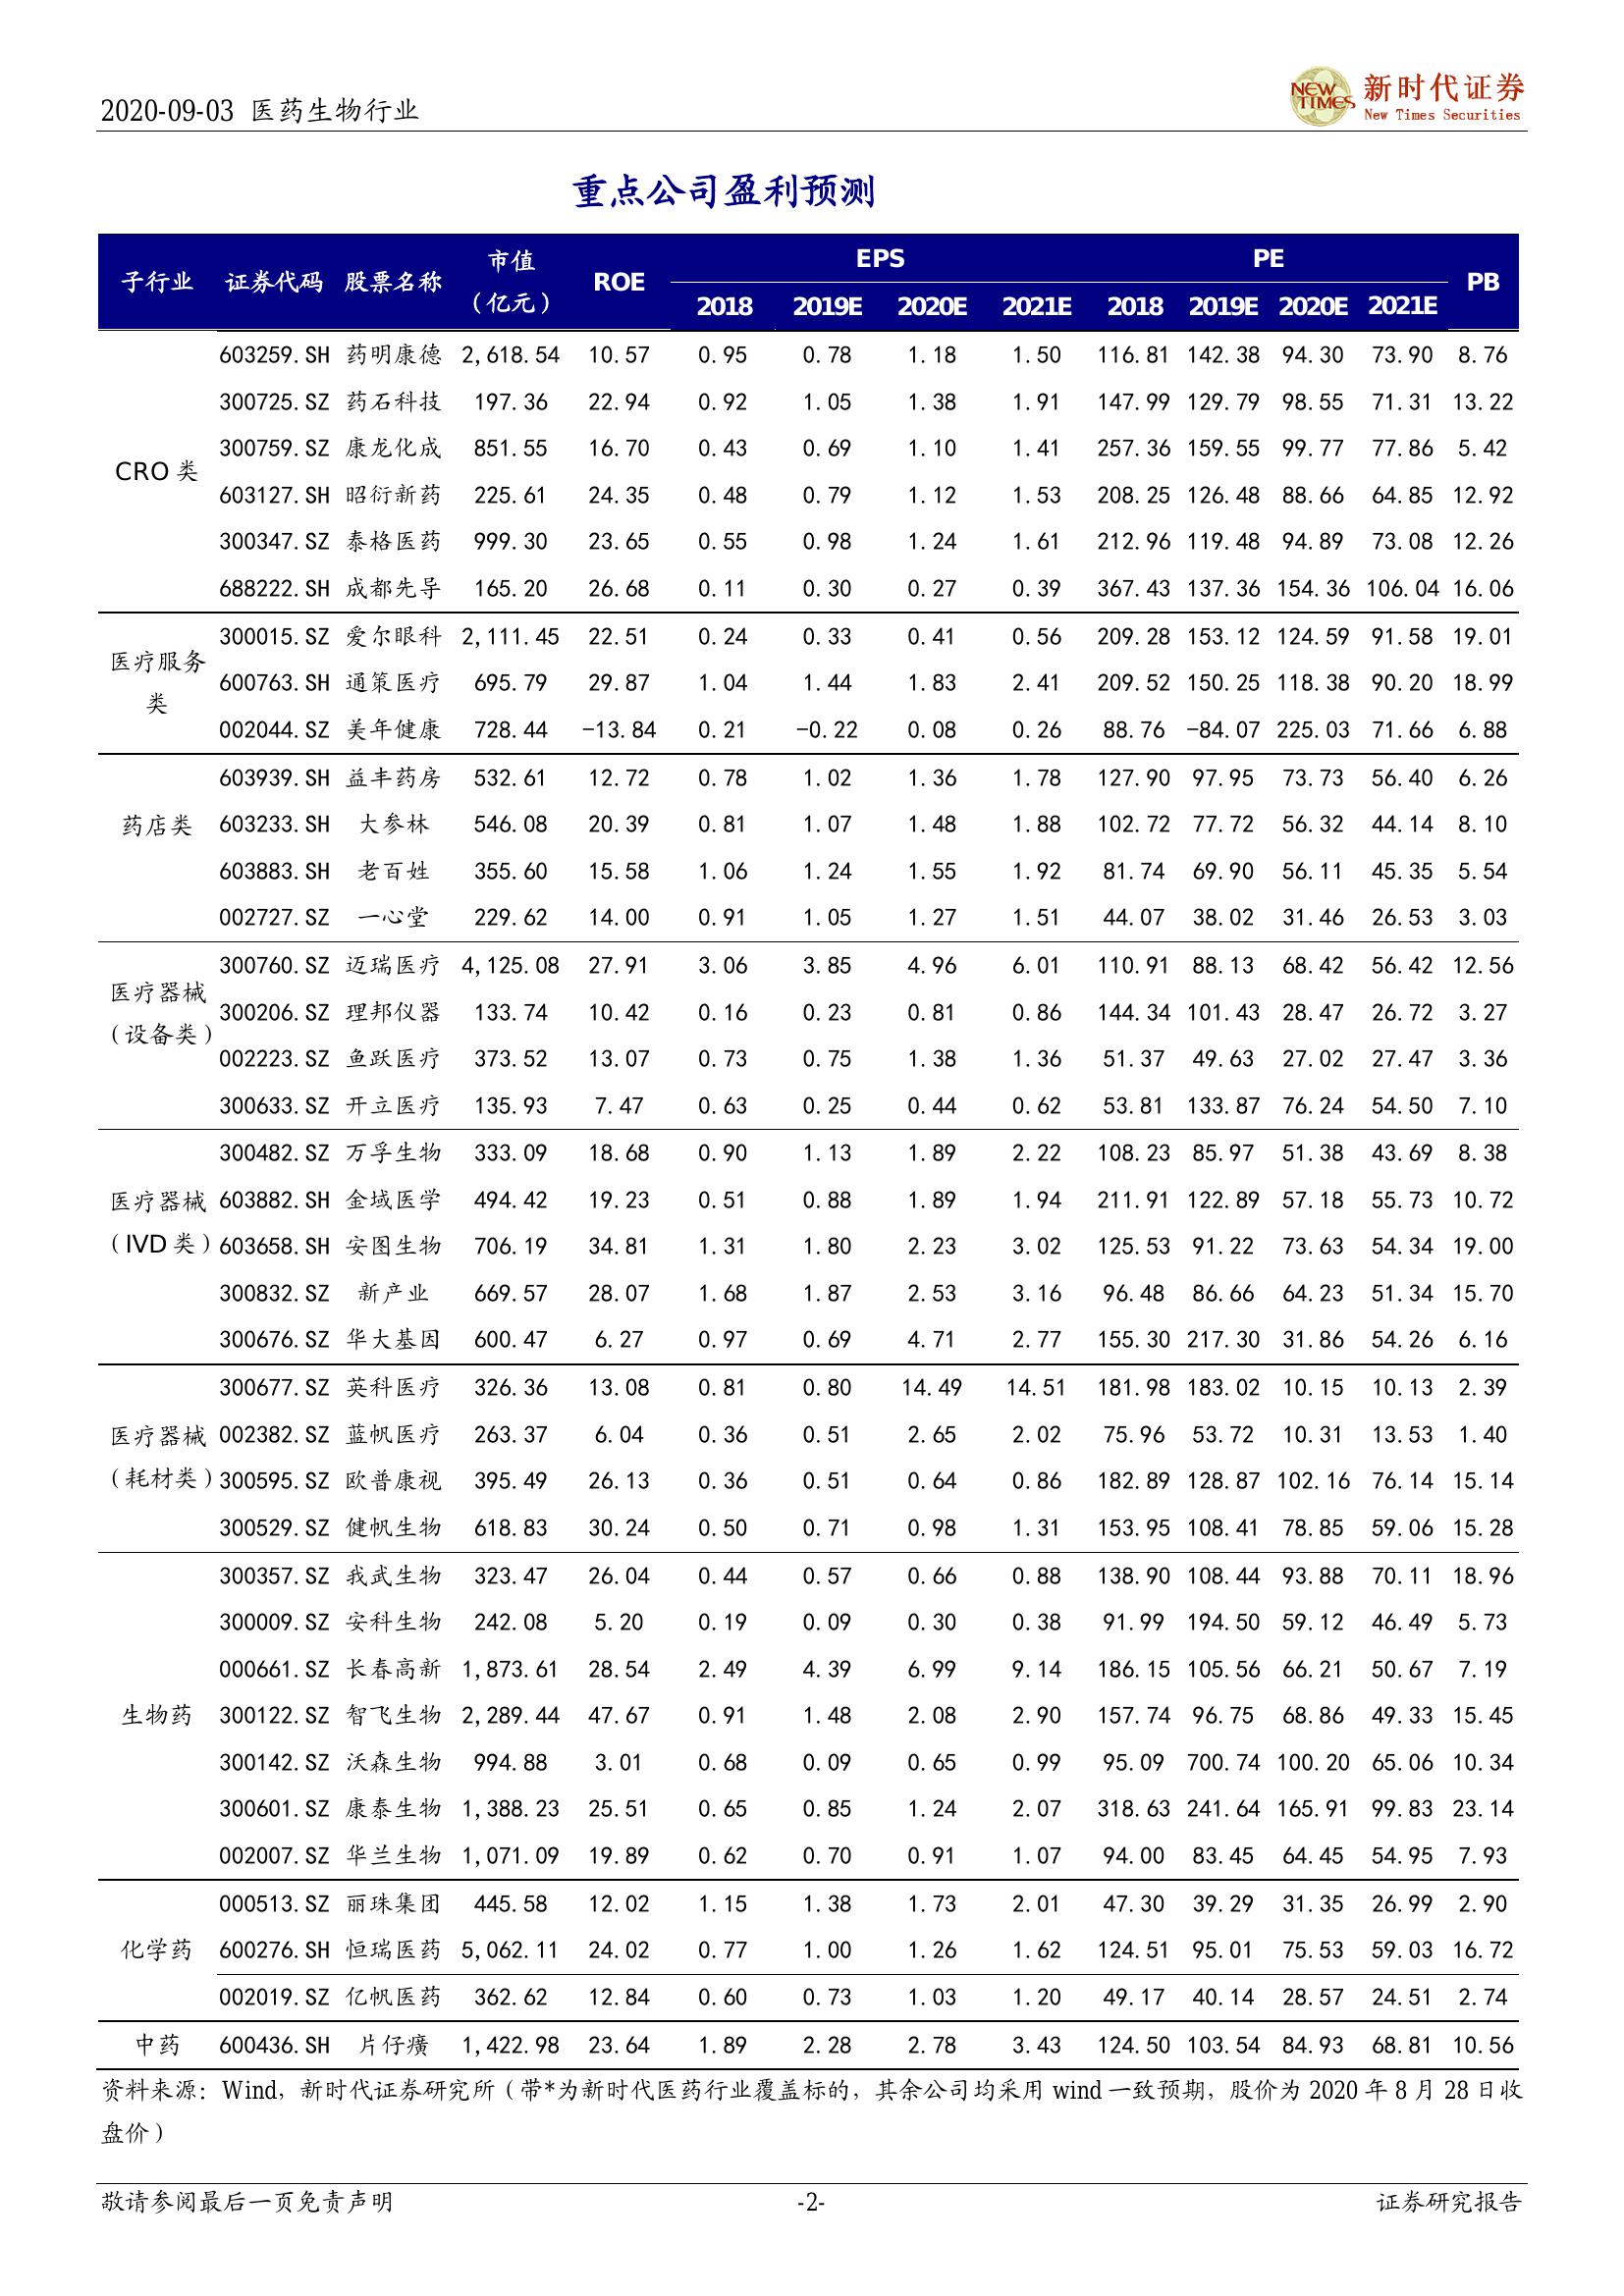 2020-09-03 医药生物行业
NEW TIMES 新时代证券
New Times Securities
重点公司盈利预测
子行业 证券代码 股票名称 市值（亿元） ROE EPS PE PB
2018 2019E 2020E 2021E 2018 2019E 2020E 2021E
CRO 类
603259.SH 药明康德 2,618.54 10.57 0.95 0.78 1.18 1.50 116.81 142.38 94.30 73.90 8.76
300725.SZ 药石科技 197.36 22.94 0.92 1.05 1.38 1.91 147.99 129.79 98.55 71.31 13.22
300759.SZ 康龙化成 851.55 16.70 0.43 0.69 1.10 1.41 257.36 159.55 99.77 77.86 5.42
603127.SH 昭衍新药 225.61 24.35 0.48 0.79 1.12 1.53 208.25 126.48 88.66 64.85 12.92
300347.SZ 泰格医药 999.30 23.65 0.55 0.98 1.24 1.61 212.96 119.48 94.89 73.08 12.26
688222.SH 成都先导 165.20 26.68 0.11 0.30 0.27 0.39 367.43 137.36 154.36 106.04 16.06
医疗服务类
300015.SZ 爱尔眼科 2,111.45 22.51 0.24 0.33 0.41 0.56 209.28 153.12 124.59 91.58 19.01
600763.SH 通策医疗 695.79 29.87 1.04 1.44 1.83 2.41 209.52 150.25 118.38 90.20 18.99
002044.SZ 美年健康 728.44 -13.84 0.21 -0.22 0.08 0.26 88.76 -84.07 225.03 71.66 6.88
药店类
603939.SH 益丰药房 532.61 12.72 0.78 1.02 1.36 1.78 127.90 97.95 73.73 56.40 6.26
603233.SH 大参林 546.08 20.39 0.81 1.07 1.48 1.88 102.72 77.72 56.32 44.14 8.10
603883.SH 老百姓 355.60 15.58 1.06 1.24 1.55 1.92 81.74 69.90 56.11 45.35 5.54
002727.SZ 一心堂 229.62 14.00 0.91 1.05 1.27 1.51 44.07 38.02 31.46 26.53 3.03
医疗器械（设备类）
300760.SZ 迈瑞医疗 4,125.08 27.91 3.06 3.85 4.96 6.01 110.91 88.13 68.42 56.42 12.56
300206.SZ 理邦仪器 133.74 10.42 0.16 0.23 0.81 0.86 144.34 101.43 28.47 26.72 3.27
002223.SZ 鱼跃医疗 373.52 13.07 0.73 0.75 1.38 1.36 51.37 49.63 27.02 27.47 3.36
300633.SZ 开立医疗 135.93 7.47 0.63 0.25 0.44 0.62 53.81 133.87 76.24 54.50 7.10
医疗器械（IVD 类）
300482.SZ 万孚生物 333.09 18.68 0.90 1.13 1.89 2.22 108.23 85.97 51.38 43.69 8.38
603882.SH 金域医学 494.42 19.23 0.51 0.88 1.89 1.94 211.91 122.89 57.18 55.73 10.72
603658.SH 安图生物 706.19 34.81 1.31 1.80 2.23 3.02 125.53 91.22 73.63 54.34 19.00
300832.SZ 新产业 669.57 28.07 1.68 1.87 2.53 3.16 96.48 86.66 64.23 51.34 15.70
300676.SZ 华大基因 600.47 6.27 0.97 0.69 4.71 2.77 155.30 217.30 31.86 54.26 6.16
医疗器械（耗材类）
300677.SZ 英科医疗 326.36 13.08 0.81 0.80 14.49 14.51 181.98 183.02 10.15 10.13 2.39
002382.SZ 蓝帆医疗 263.37 6.04 0.36 0.51 2.65 2.02 75.96 53.72 10.31 13.53 1.40
300595.SZ 欧普康视 395.49 26.13 0.36 0.51 0.64 0.86 182.89 128.87 102.16 76.14 15.14
300529.SZ 健帆生物 618.83 30.24 0.50 0.71 0.98 1.31 153.95 108.41 78.85 59.06 15.28
生物药
300357.SZ 我武生物 323.47 26.04 0.44 0.57 0.66 0.88 138.90 108.44 93.88 70.11 18.96
300009.SZ 安科生物 242.08 5.20 0.19 0.09 0.30 0.38 91.99 194.50 59.12 46.49 5.73
000661.SZ 长春高新 1,873.61 28.54 2.49 4.39 6.99 9.14 186.15 105.56 66.21 50.67 7.19
300122.SZ 智飞生物 2,289.44 47.67 0.91 1.48 2.08 2.90 157.74 96.75 68.86 49.33 15.45
300142.SZ 沃森生物 994.88 3.01 0.68 0.09 0.65 0.99 95.09 700.74 100.20 65.06 10.34
300601.SZ 康泰生物 1,388.23 25.51 0.65 0.85 1.24 2.07 318.63 241.64 165.91 99.83 23.14
002007.SZ 华兰生物 1,071.09 19.89 0.62 0.70 0.91 1.07 94.00 83.45 64.45 54.95 7.93
化学药
000513.SZ 丽珠集团 445.58 12.02 1.15 1.38 1.73 2.01 47.30 39.29 31.35 26.99 2.90
600276.SH 恒瑞医药 5,062.11 24.02 0.77 1.00 1.26 1.62 124.51 95.01 75.53 59.03 16.72
002019.SZ 亿帆医药 362.62 12.84 0.60 0.73 1.03 1.20 49.17 40.14 28.57 24.51 2.74
中药 600436.SH 片仔癀 1,422.98 23.64 1.89 2.28 2.78 3.43 124.50 103.54 84.93 68.81 10.56
资料来源：Wind，新时代证券研究所（带*为新时代医药行业覆盖标的，其余公司均采用 wind 一致预期，股价为 2020 年 8 月 28 日收
盘价）
敬请参阅最后一页免责声明 -2- 证券研究报告